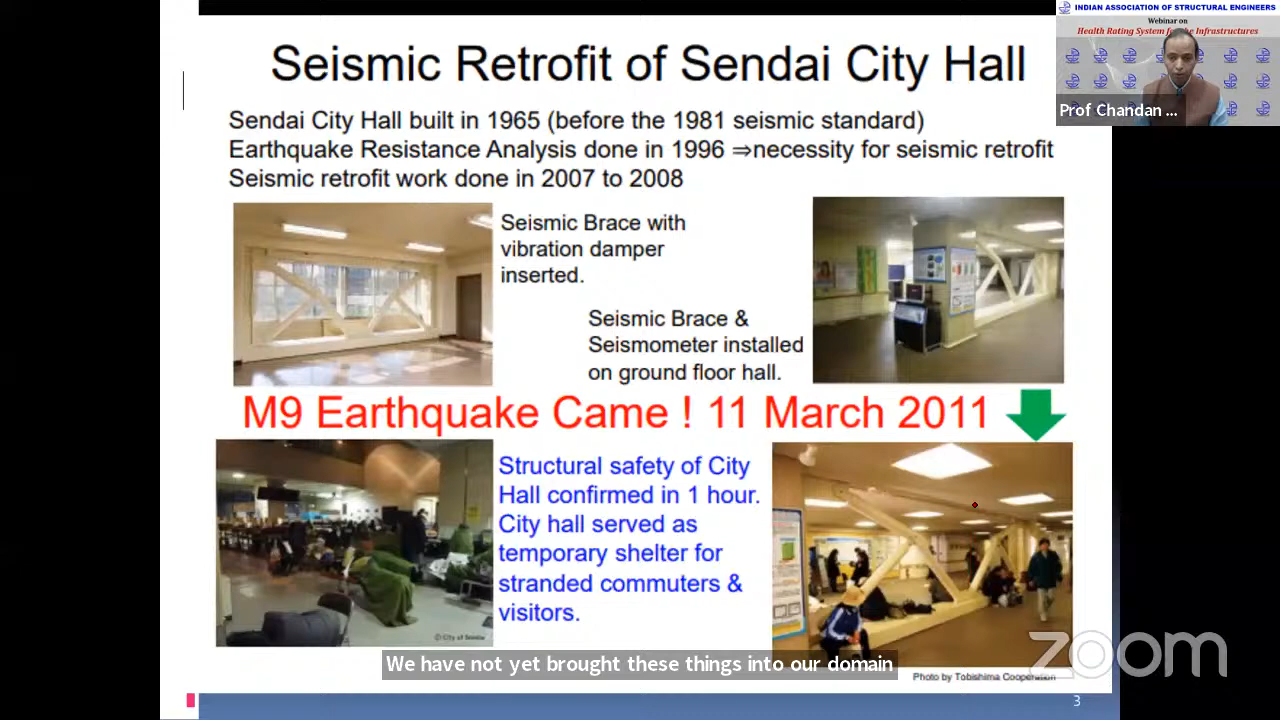 INDIAN ASSOCIATION OF STRUCTURAL ENGINEERS
Webinar on
Prof Chandan ...
Seismic Retrofit of Sendai City Hall
Sendai City Hall built in 1965 (before the 1981 seismic standard)
Earthquake Resistance Analysis done in 1996 ⇒necessity for seismic retrofit
Seismic retrofit work done in 2007 to 2008
Seismic Brace with
vibration damper
inserted.
Seismic Brace &
Seismometer installed
on ground floor hall.
M9 Earthquake Came ! 11 March 2011
Structural safety of City
Hall confirmed in 1 hour.
City hall served as
temporary shelter for
stranded commuters &
visitors.
© City of Sendai
We have not yet brought these things into our domain
zoom
Photo by Tobishima Cooperation
3